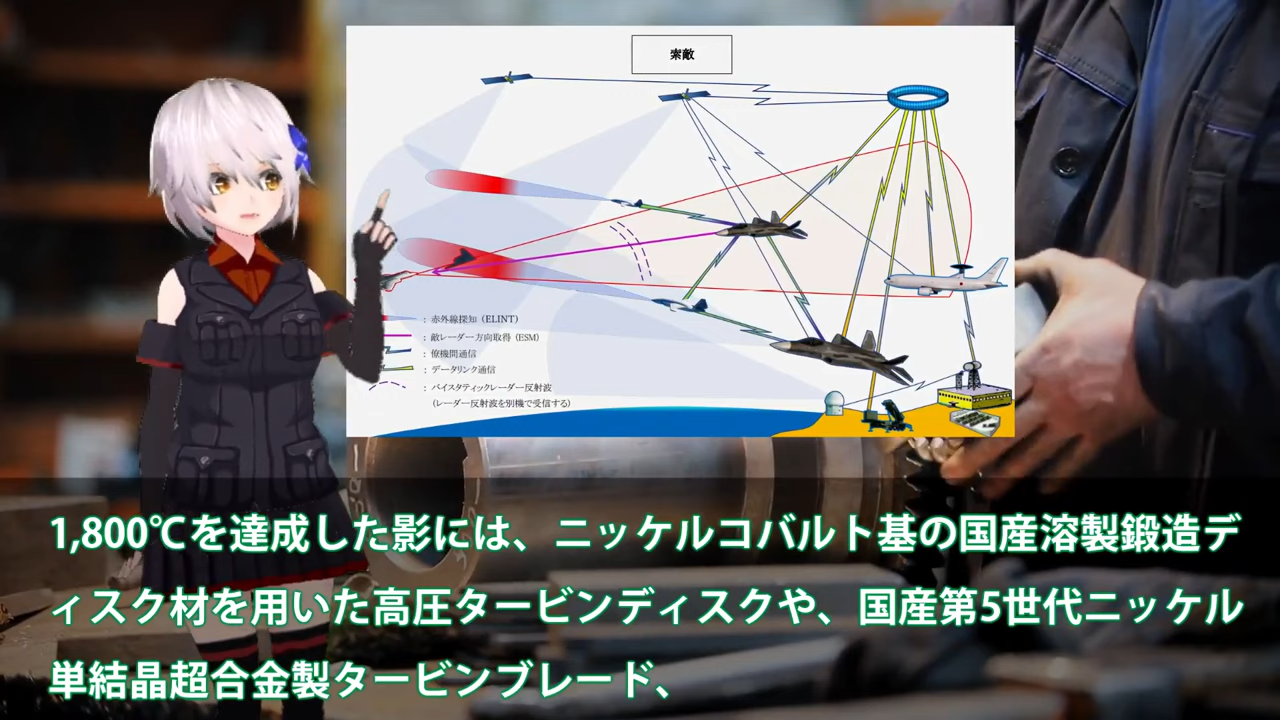 索敵
: 赤外線探知（ELINT）
: 敵レーダー方向取得（ESM）
: 僚機間通信
: データリンク通信
: バイスタティックレーダー反射波
（レーダー反射波を別機で受信する）
1,800℃を達成した影には、ニッケルコバルト基の国産溶製鍛造デ
ィスク材を用いた高圧タービンディスクや、国産第5世代ニッケル
単結晶超合金製タービンブレード、